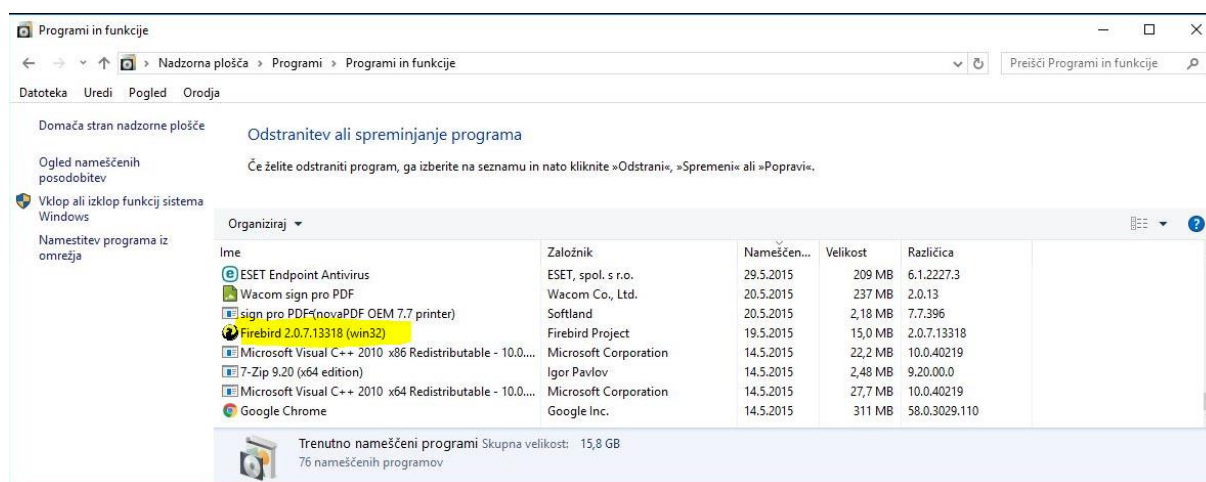 Programi in funkcije
Nadzorna plošča > Programi > Programi in funkcije
Preišči Programi in funkcije
Datoteka Uredi Pogled Orodja
Domača stran nadzorne plošče
Ogled nameščenih
posodobitev
Vklop ali izklop funkcij sistema
Windows
Namestitev programa iz
omrežja
Odstranitev ali spreminjanje programa
Če želite odstraniti program, ga izberite na seznamu in nato kliknite »Odstrani«, »Spremeni« ali »Popravi«.
Organiziraj
Ime Založnik Nameščen... Velikost Različica
ESET Endpoint Antivirus ESET, spol. s r.o. 29.5.2015 209 MB 6.1.2227.3
Wacom sign pro PDF Wacom Co., Ltd. 20.5.2015 237 MB 2.0.13
sign pro PDF (novaPDF OEM 7.7 printer) Softland 20.5.2015 2,18 MB 7.7.396
Firebird 2.0.7.13318 (win32) Firebird Project 19.5.2015 15,0 MB 2.0.7.13318
Microsoft Visual C++ 2010 x86 Redistributable - 10.0.... Microsoft Corporation 14.5.2015 22,2 MB 10.0.40219
7-Zip 9.20 (x64 edition) Igor Pavlov 14.5.2015 2,48 MB 9.20.00.0
Microsoft Visual C++ 2010 x64 Redistributable - 10.0.... Microsoft Corporation 14.5.2015 27,7 MB 10.0.40219
Google Chrome Google Inc. 14.5.2015 311 MB 58.0.3029.110
Trenutno nameščeni programi Skupna velikost: 15,8 GB
76 nameščenih programov